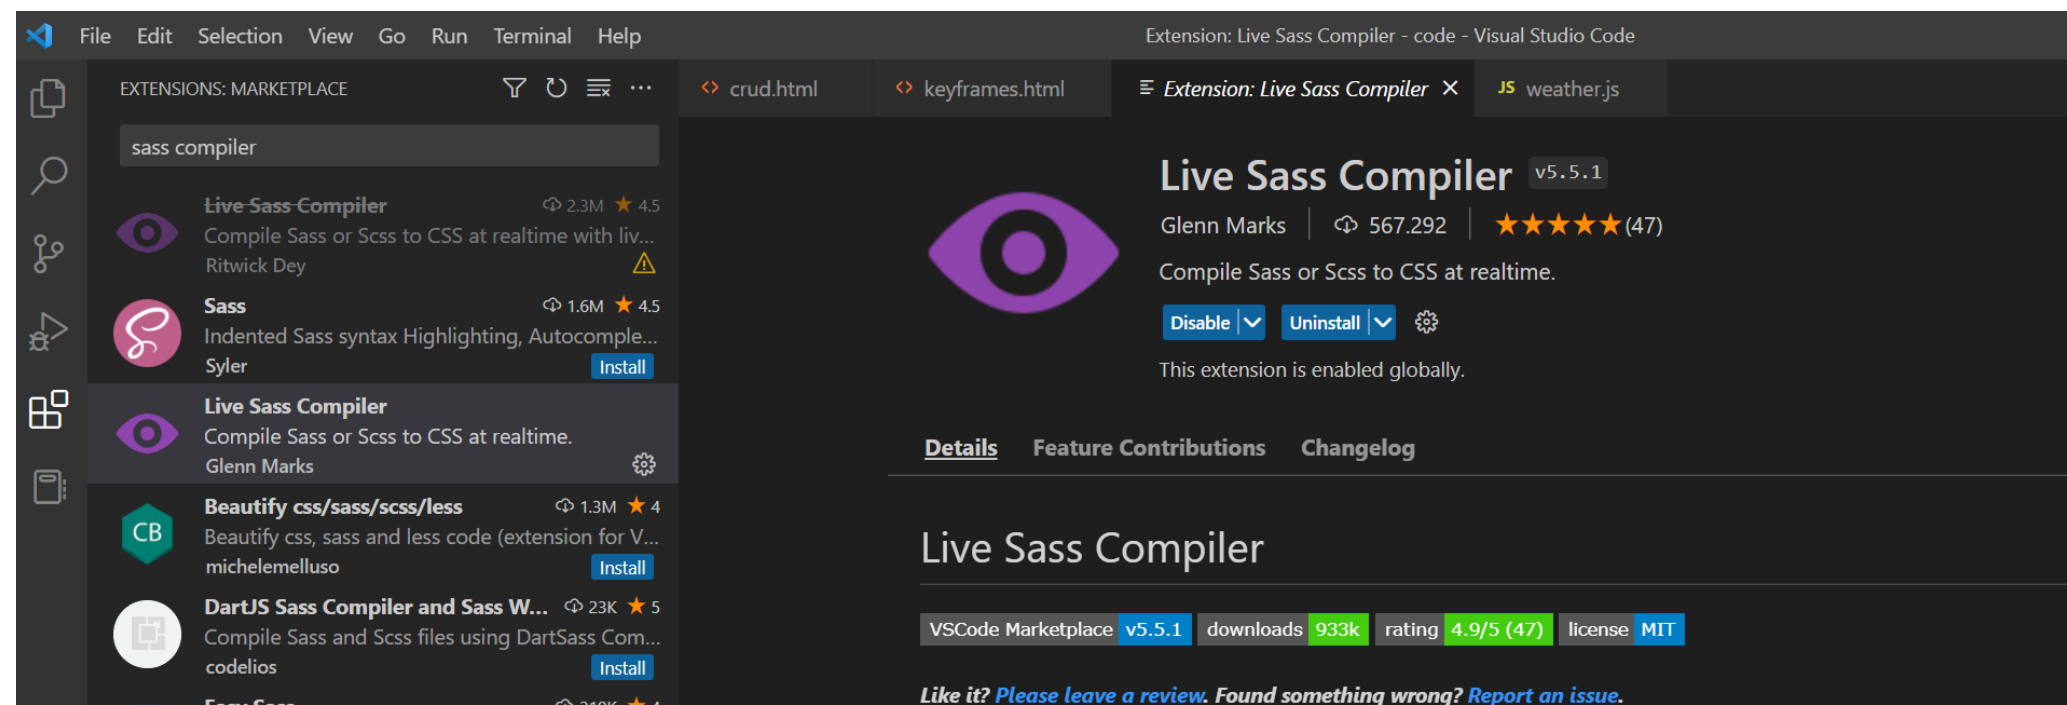 File Edit Selection View Go Run Terminal Help
Extension: Live Sass Compiler - code - Visual Studio Code
EXTENSIONS: MARKETPLACE
crud.html
keyframes.html
Extension: Live Sass Compiler
JS weather.js
sass compiler
Live Sass Compiler 2.3M 4.5
Compile Sass or Scss to CSS at realtime with liv...
Ritwick Dey
Sass 1.6M 4.5
Indented Sass syntax Highlighting, Autocomple...
Syler Install
Live Sass Compiler
Compile Sass or Scss to CSS at realtime.
Glenn Marks
Beautify css/sass/scss/less 1.3M 4
CB
Beautify css, sass and less code (extension for V...
michelemelluso Install
DartJS Sass Compiler and Sass W... 23K 5
Compile Sass and Scss files using DartSass Com...
codelios Install
Easy Sass 210K 4
Live Sass Compiler v5.5.1
Glenn Marks 567.292 (47)
Compile Sass or Scss to CSS at realtime.
Disable Uninstall
This extension is enabled globally.
Details Feature Contributions Changelog
Live Sass Compiler
VSCode Marketplace v5.5.1 downloads 933k rating 4.9/5 (47) license MIT
Like it? Please leave a review. Found something wrong? Report an issue.